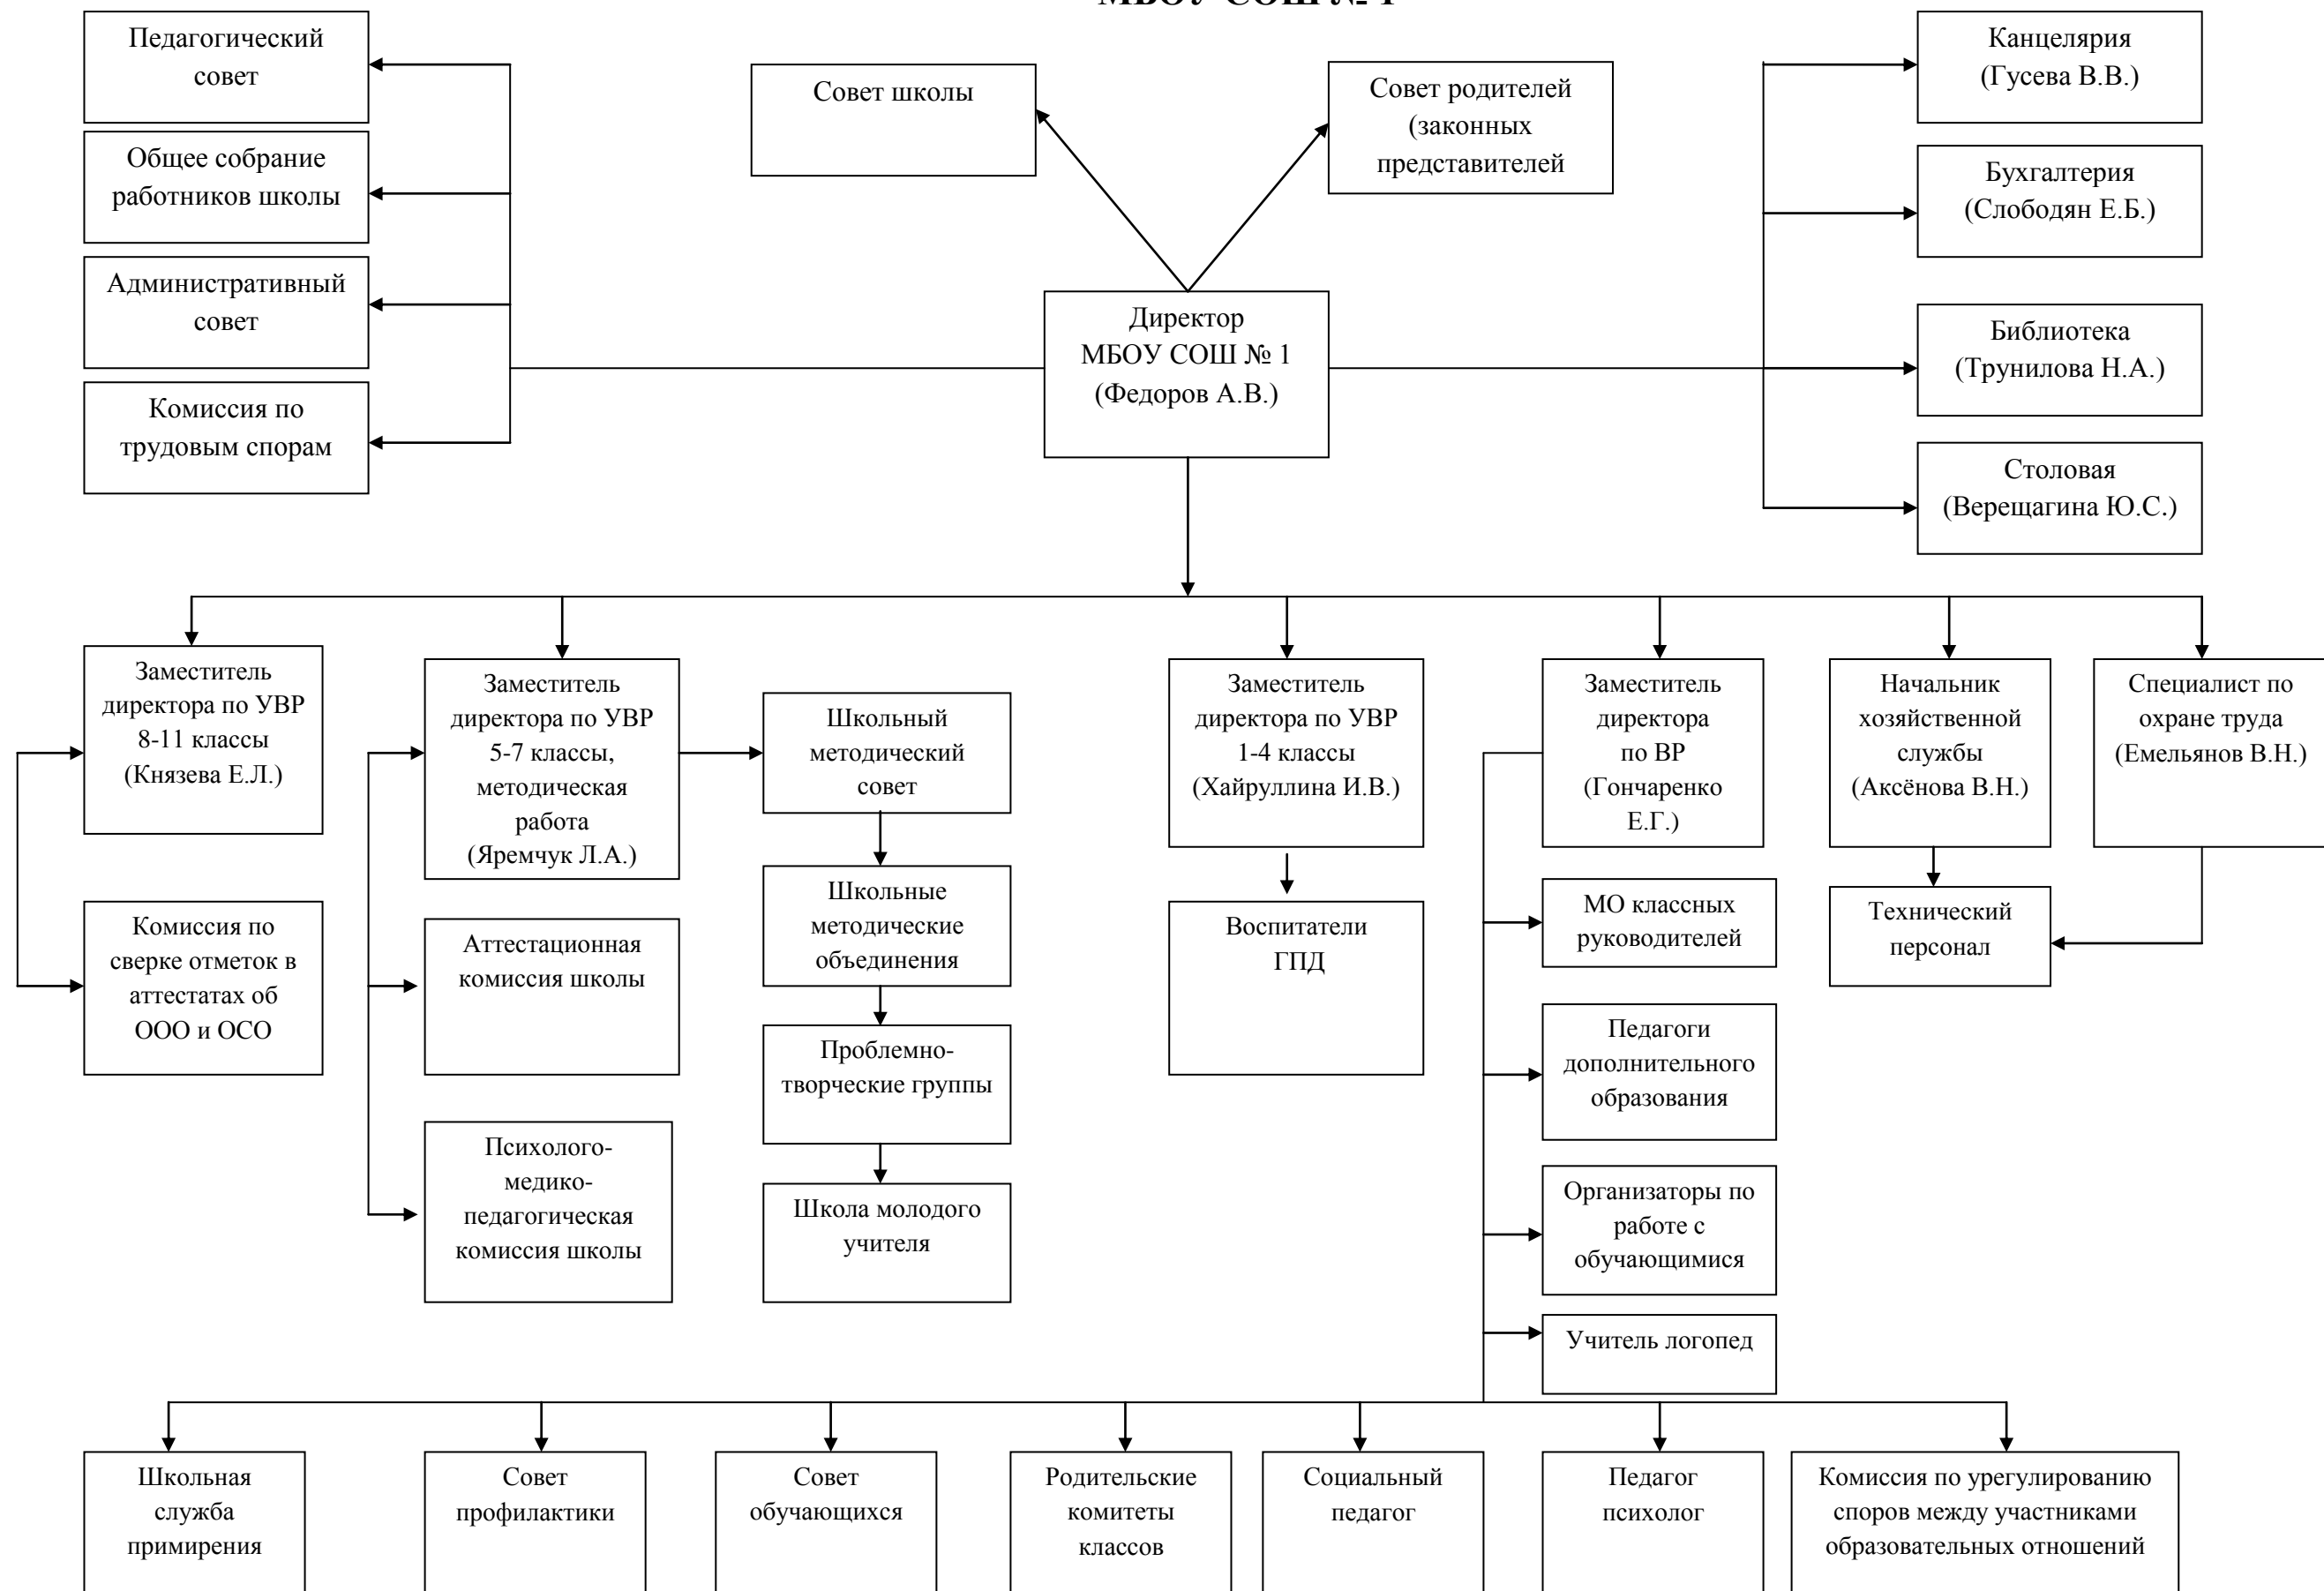 МБОУ СОШ № 1
Педагогический
совет
Общее собрание
работников школы
Административный
совет
Комиссия по
трудовым спорам
Совет школы
Совет родителей
(законных
представителей
Директор
МБОУ СОШ № 1
(Федоров А.В.)
Канцелярия
(Гусева В.В.)
Бухгалтерия
(Слободян Е.Б.)
Библиотека
(Трунилова Н.А.)
Столовая
(Верещагина Ю.С.)
Заместитель
директора по УВР
8-11 классы
(Князева Е.Л.)
Комиссия по
сверке отметок в
аттестатах об
ООО и ОСО
Заместитель
директора по УВР
5-7 классы,
методическая
работа
(Яремчук Л.А.)
Аттестационная
комиссия школы
Психолого-
медико-
педагогическая
комиссия школы
Школьный
методический
совет
Школьные
методические
объединения
Проблемно-
творческие группы
Школа молодого
учителя
Заместитель
директора по УВР
1-4 классы
(Хайруллина И.В.)
Воспитатели
ГПД
Заместитель
директора
по ВР
(Гончаренко
Е.Г.)
МО классных
руководителей
Педагоги
дополнительного
образования
Организаторы по
работе с
обучающимися
Учитель логопед
Начальник
хозяйственной
службы
(Аксёнова В.Н.)
Технический
персонал
Специалист по
охране труда
(Емельянов В.Н.)
Школьная
служба
примирения
Совет
профилактики
Совет
обучающихся
Родительские
комитеты
классов
Социальный
педагог
Педагог
психолог
Комиссия по урегулированию
споров между участниками
образовательных отношений